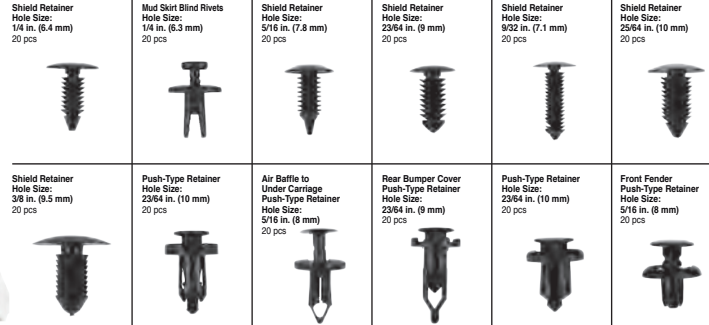 Shield Retainer
Hole Size:
1/4 in. (6.4 mm)
20 pcs
Mud Skirt Blind Rivets
Hole Size:
1/4 in. (6.3 mm)
20 pcs
Shield Retainer
Hole Size:
5/16 in. (7.8 mm)
20 pcs
Shield Retainer
Hole Size:
23/64 in. (9 mm)
20 pcs
Shield Retainer
Hole Size:
9/32 in. (7.1 mm)
20 pcs
Shield Retainer
Hole Size:
25/64 in. (10 mm)
20 pcs
Shield Retainer
Hole Size:
3/8 in. (9.5 mm)
20 pcs
Push-Type Retainer
Hole Size:
23/64 in. (10 mm)
20 pcs
Air Baffle to
Under Carriage
Push-Type Retainer
Hole Size:
5/16 in. (8 mm)
20 pcs
Rear Bumper Cover
Push-Type Retainer
Hole Size:
23/64 in. (9 mm)
20 pcs
Push-Type Retainer
Hole Size:
23/64 in. (10 mm)
20 pcs
Front Fender
Push-Type Retainer
Hole Size:
5/16 in. (8 mm)
20 pcs